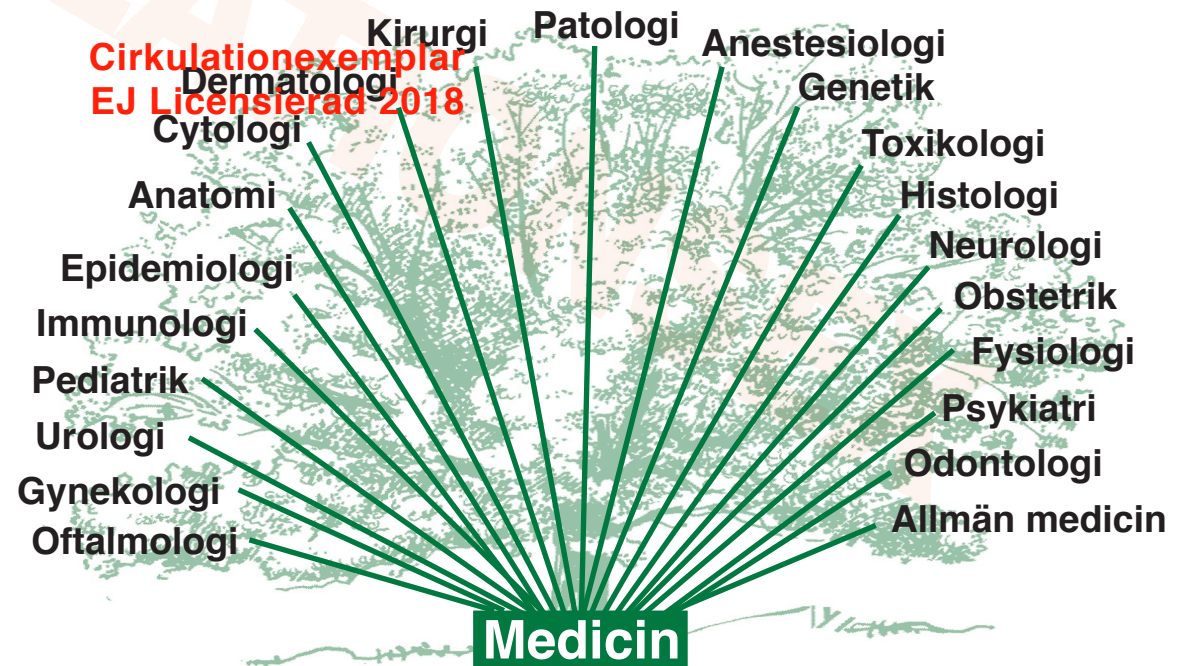 Kirurgi
Patologi
Anestesiologi
Cirkulationexemplar
Dermatologi
EJ Licensierad 2018
Genetik
Cytologi
Toxikologi
Anatomi
Histologi
Neurologi
Epidemiologi
Obstetrik
Immunologi
Fysiologi
Pediatrik
Psykiatri
Urologi
Odontologi
Gynekologi
Allmän medicin
Oftalmologi
Medicin